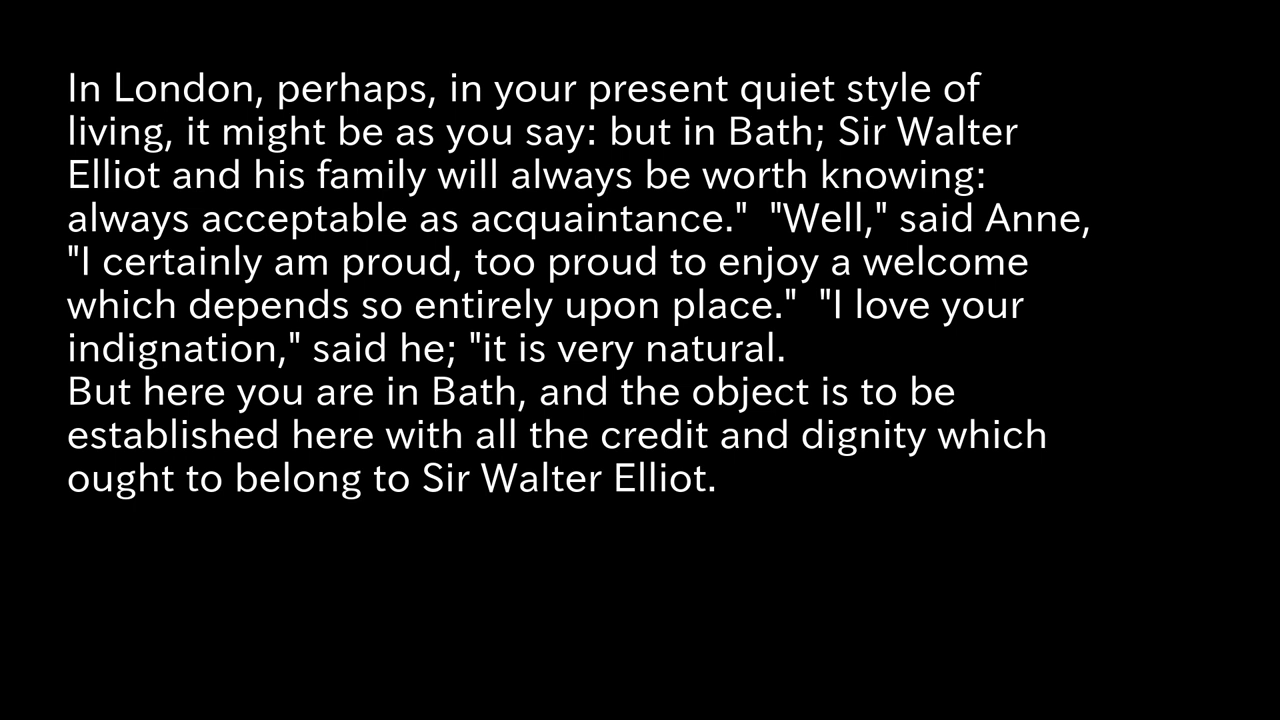 In London, perhaps, in your present quiet style of
living, it might be as you say: but in Bath; Sir Walter
Elliot and his family will always be worth knowing:
always acceptable as acquaintance."  "Well," said Anne,
"I certainly am proud, too proud to enjoy a welcome
which depends so entirely upon place."  "I love your
indignation," said he; "it is very natural.
But here you are in Bath, and the object is to be
established here with all the credit and dignity which
ought to belong to Sir Walter Elliot.